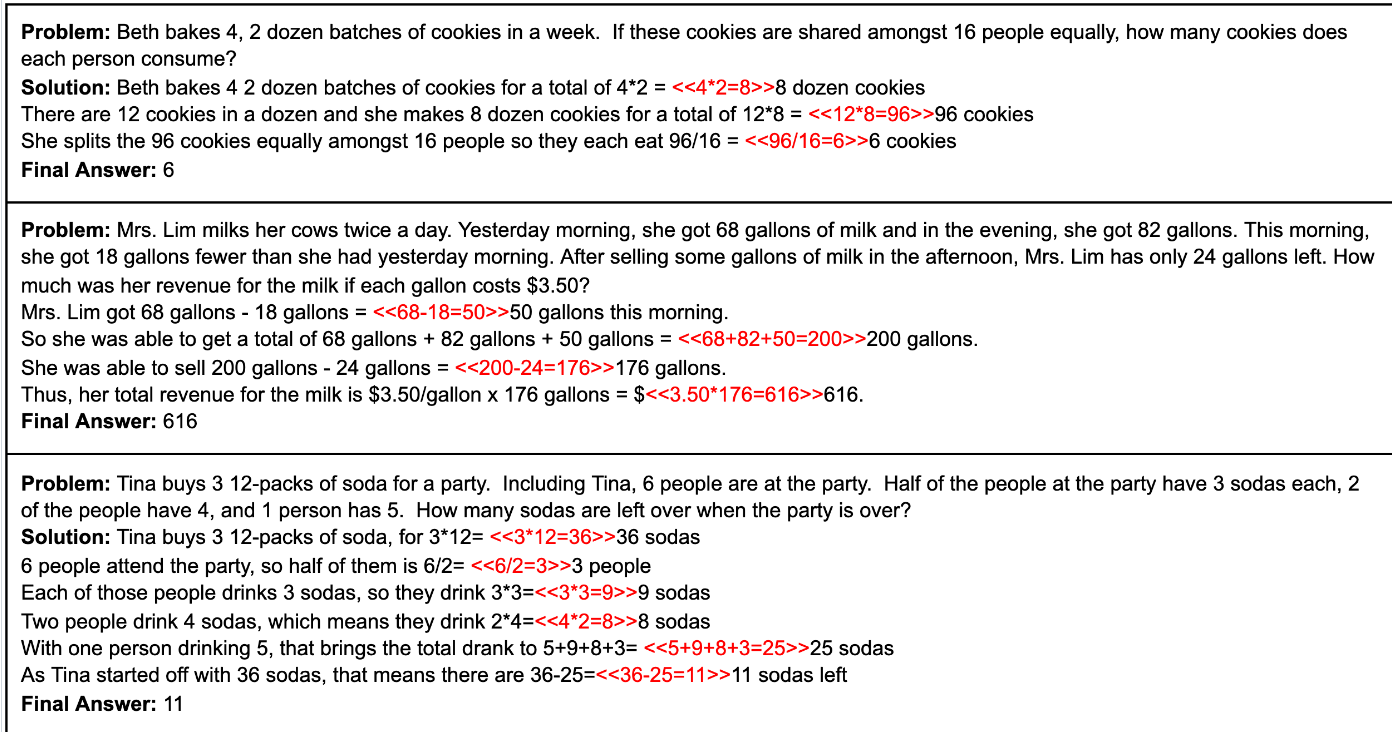 Problem: Beth bakes 4, 2 dozen batches of cookies in a week.  If these cookies are shared amongst 16 people equally, how many cookies does
each person consume?
Solution: Beth bakes 4 2 dozen batches of cookies for a total of 4*2 = <<4*2=8>>8 dozen cookies
There are 12 cookies in a dozen and she makes 8 dozen cookies for a total of 12*8 = <<12*8=96>>96 cookies
She splits the 96 cookies equally amongst 16 people so they each eat 96/16 = <<96/16=6>>6 cookies
Final Answer: 6
Problem: Mrs. Lim milks her cows twice a day. Yesterday morning, she got 68 gallons of milk and in the evening, she got 82 gallons. This morning,
she got 18 gallons fewer than she had yesterday morning. After selling some gallons of milk in the afternoon, Mrs. Lim has only 24 gallons left. How
much was her revenue for the milk if each gallon costs $3.50?
Mrs. Lim got 68 gallons - 18 gallons = <<68-18=50>>50 gallons this morning.
So she was able to get a total of 68 gallons + 82 gallons + 50 gallons = <<68+82+50=200>>200 gallons.
She was able to sell 200 gallons - 24 gallons = <<200-24=176>>176 gallons.
Thus, her total revenue for the milk is $3.50/gallon x 176 gallons = $<<3.50*176=616>>616.
Final Answer: 616
Problem: Tina buys 3 12-packs of soda for a party.  Including Tina, 6 people are at the party.  Half of the people at the party have 3 sodas each, 2
of the people have 4, and 1 person has 5.  How many sodas are left over when the party is over?
Solution: Tina buys 3 12-packs of soda, for 3*12= <<3*12=36>>36 sodas
6 people attend the party, so half of them is 6/2= <<6/2=3>>3 people
Each of those people drinks 3 sodas, so they drink 3*3=<<3*3=9>>9 sodas
Two people drink 4 sodas, which means they drink 2*4=<<4*2=8>>8 sodas
With one person drinking 5, that brings the total drank to 5+9+8+3= <<5+9+8+3=25>>25 sodas
As Tina started off with 36 sodas, that means there are 36-25=<<36-25=11>>11 sodas left
Final Answer: 11